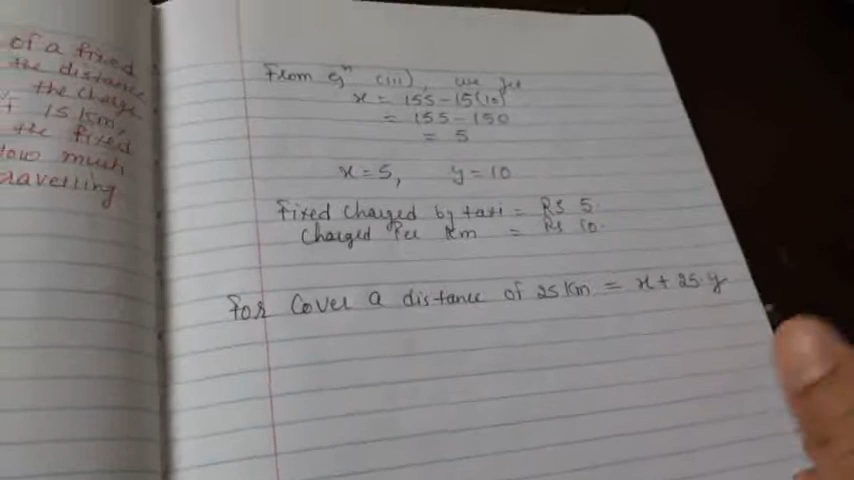 of a fixed
the distance
the charge
15 Km,
the fixed
How much
travelling
From qⁿ (iii), we get
x = 155 - 15(10)
= 155 - 150
= 5
x = 5, y = 10
Fixed charged by taxi = RS 5.
Charged Per Km = Rs 10.
For Cover a distance of 25 Km = x + 25.y